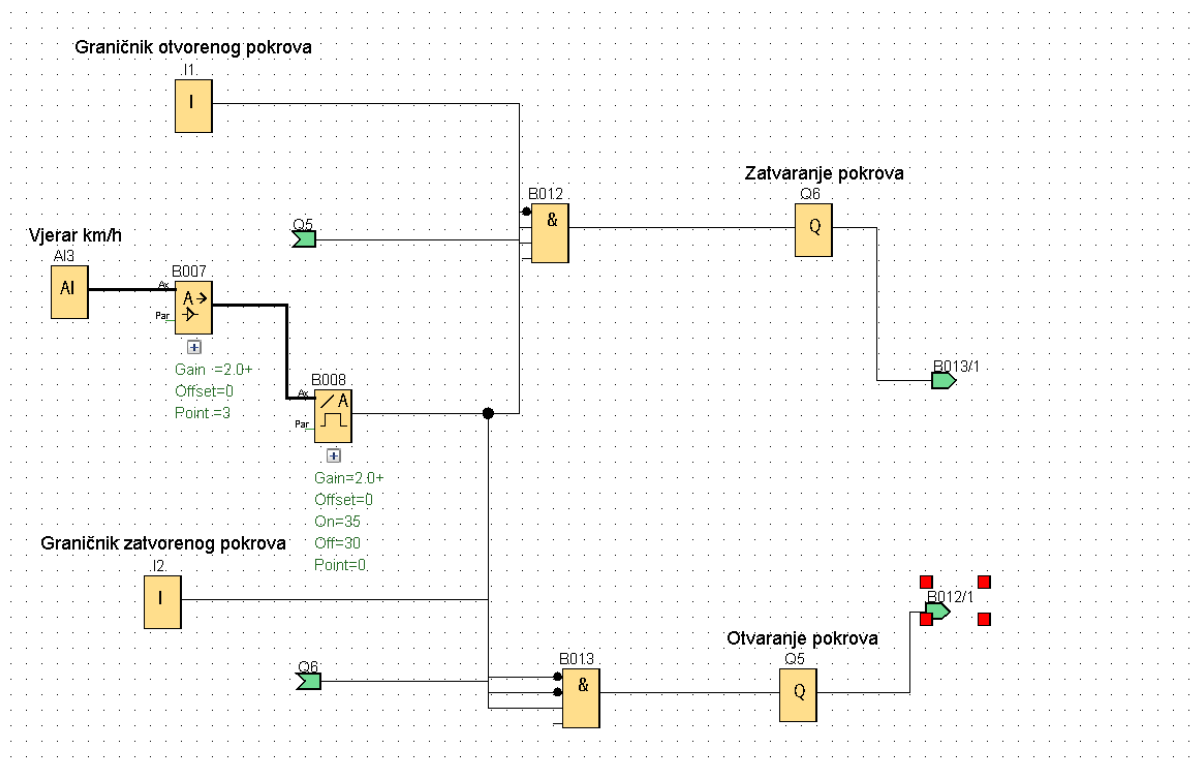 Graničnik otvorenog pokrova
I1
I
Zatvaranje pokrova
Q6
Q
B012
&
Q5
Vjerar km/h
AI3
AI
B007
Ax
A→
Par
Gain =2.0+
Offset=0
Point =3
B008
Ax
A
Par
Gain=2.0+
Offset=0
On=35
Off=30
Point=0
B013/1
Graničnik zatvorenog pokrova
I2
I
B012/1
Otvaranje pokrova
Q5
Q
B013
&
Q6